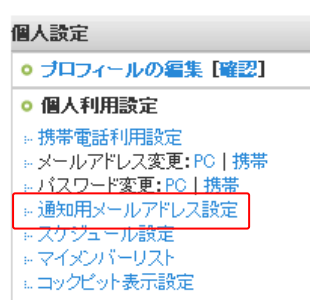 個人設定
プロフィールの編集【確認】
個人利用設定
携帯電話利用設定
メールアドレス変更:PC | 携帯
パスワード変更:PC | 携帯
通知用メールアドレス設定
スケジュール設定
マイメンバーリスト
コックピット表示設定